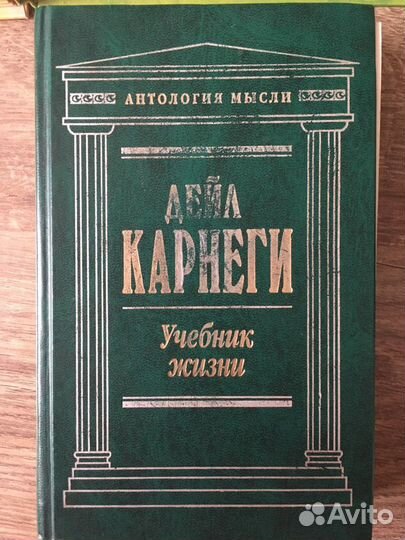 АНТОЛОГИЯ МЫСЛИ
ДЕЙЛ
КАРНЕГИ
Учебник
жизни
Avito